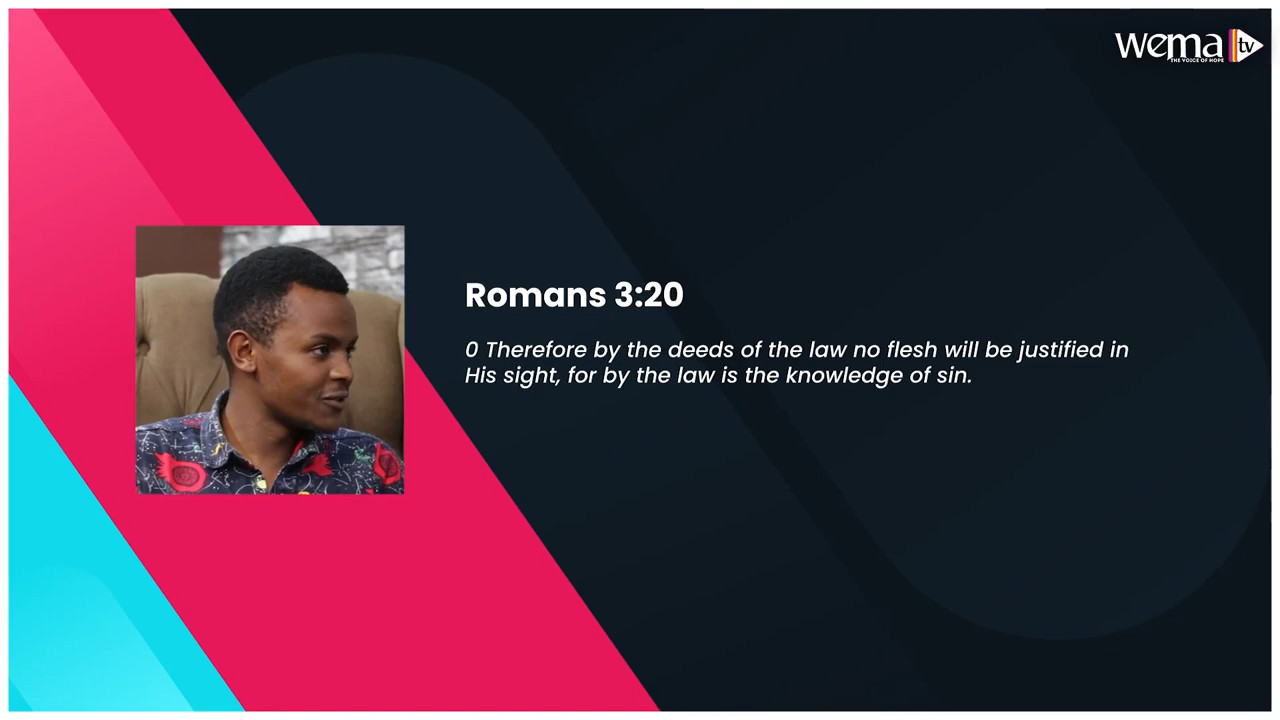 wema tv
THE VOICE OF HOPE
Romans 3:20
0 Therefore by the deeds of the law no flesh will be justified in
His sight, for by the law is the knowledge of sin.